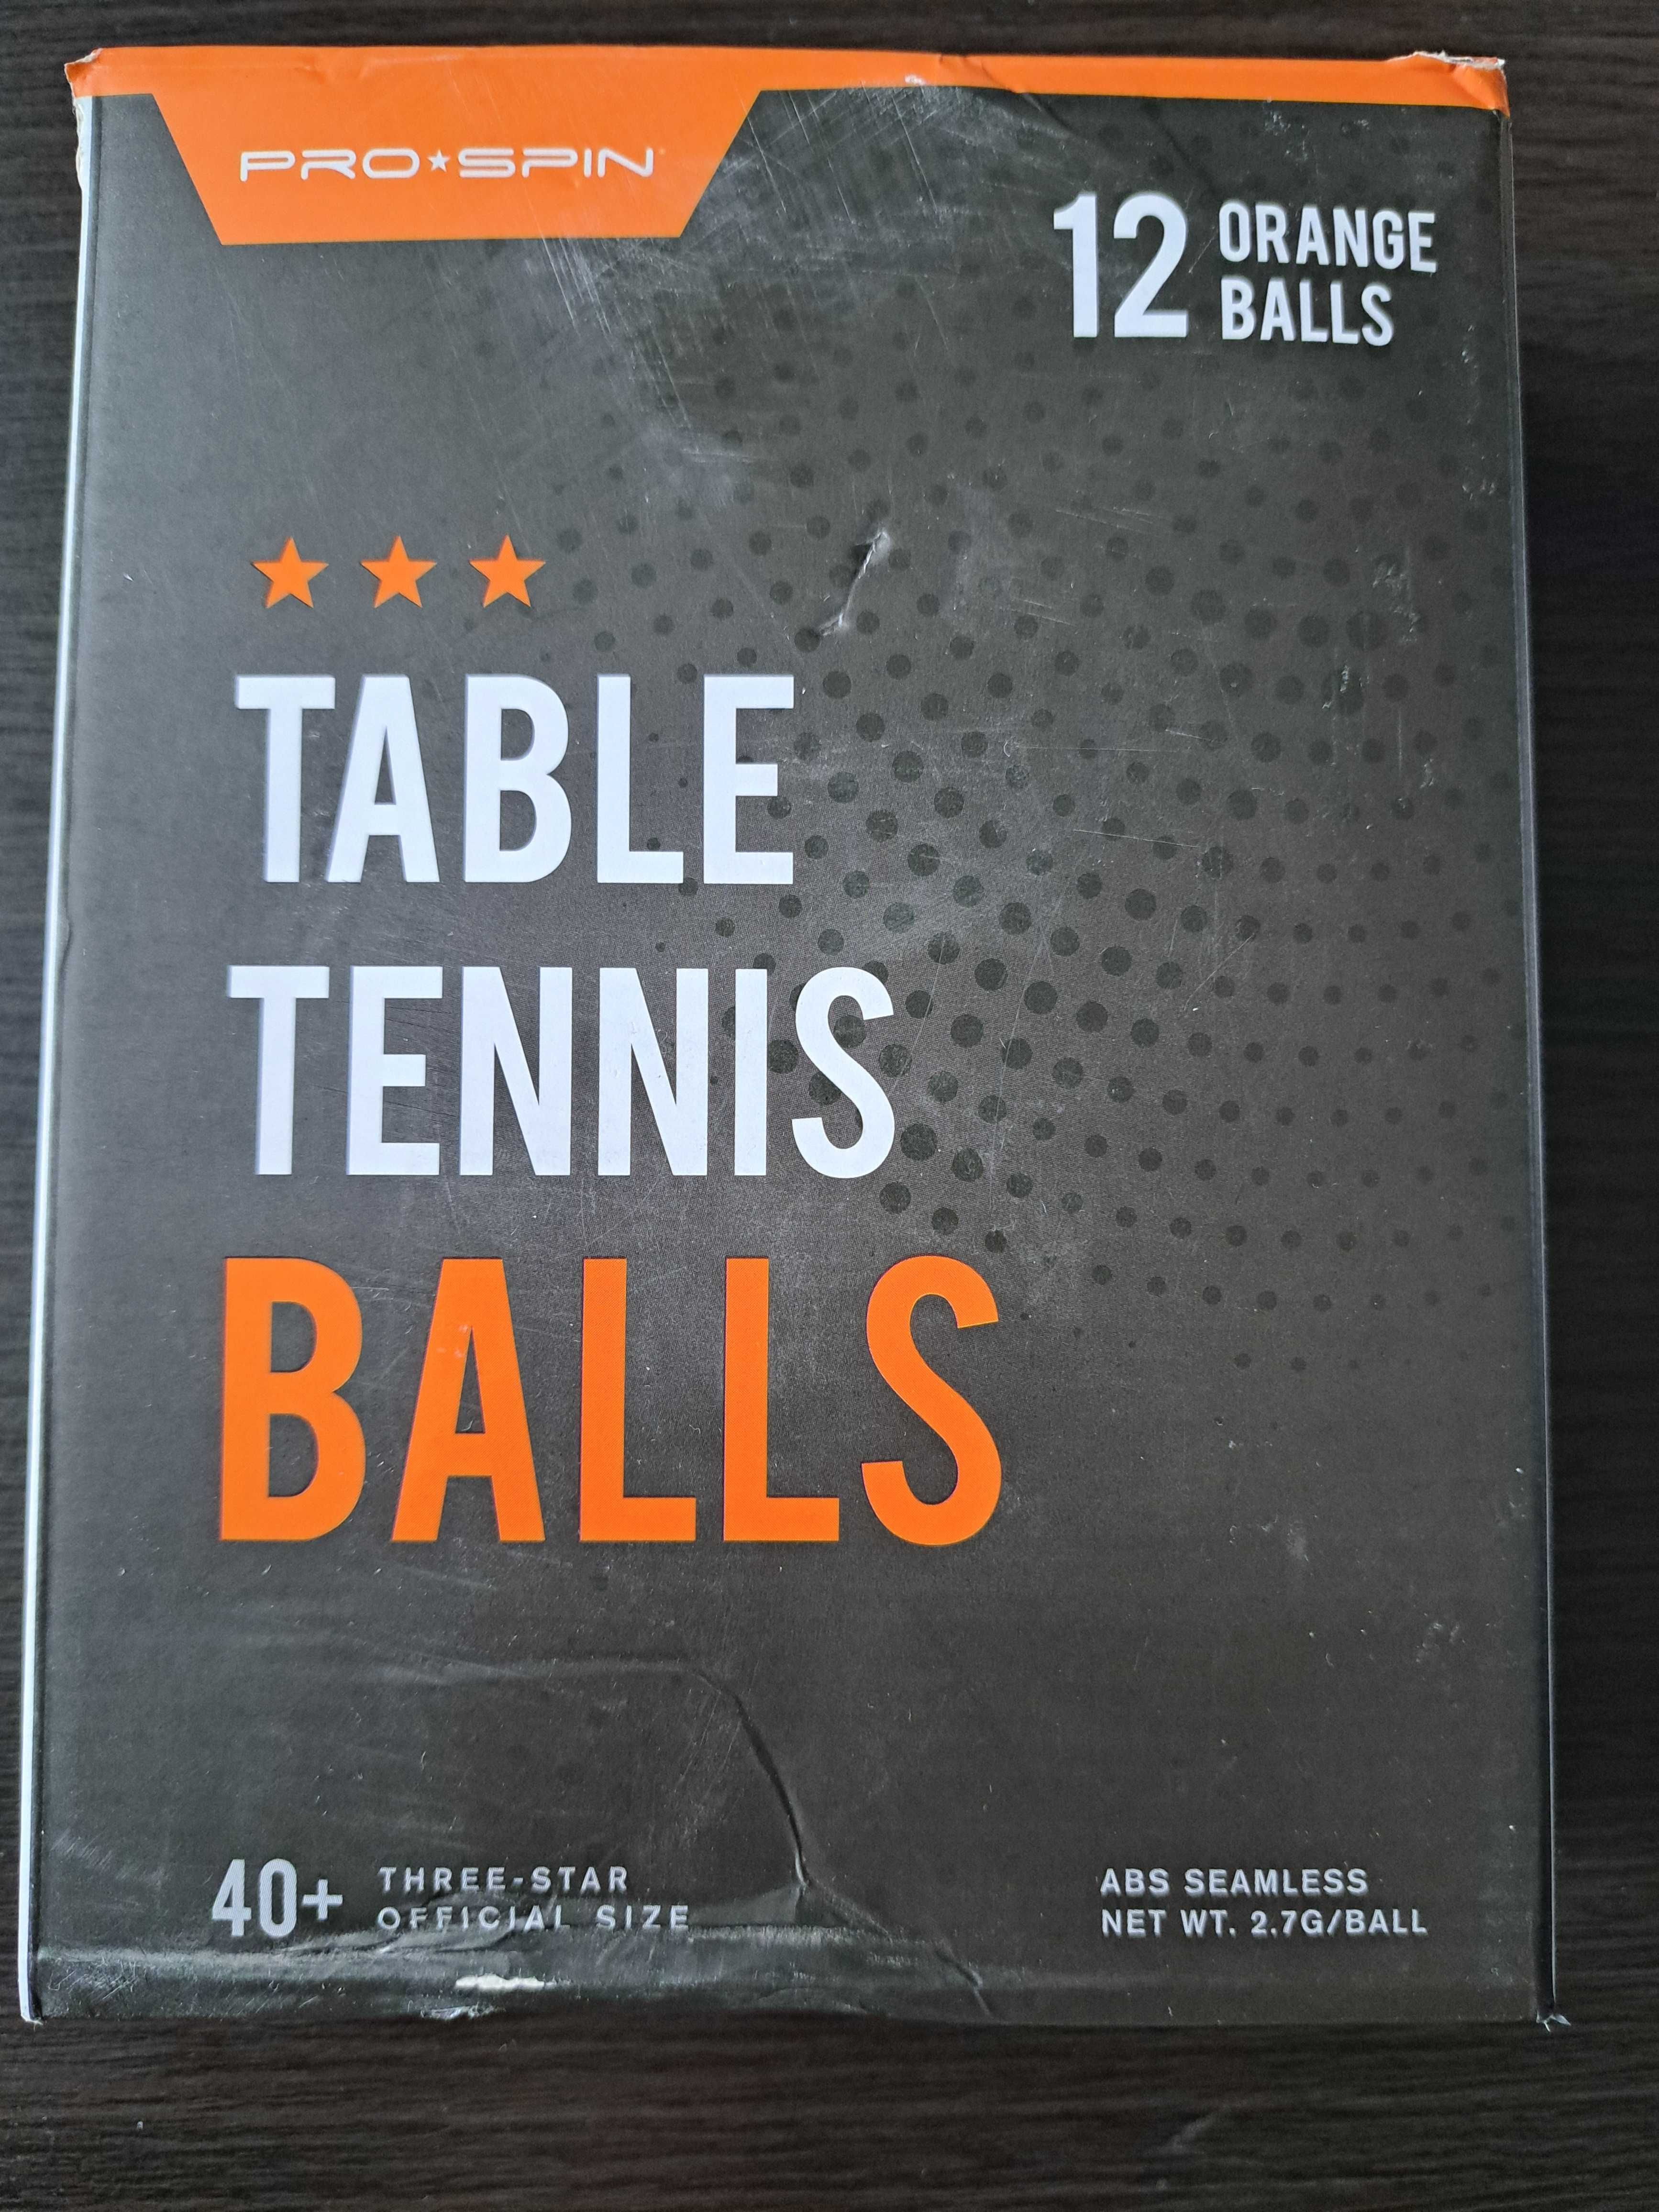 PRO★SPIN
12 ORANGE
BALLS
★ ★ ★
TABLE
TENNIS
BALLS
40+ THREE-STAR
OFFICIAL SIZE
ABS SEAMLESS
NET WT. 2.7G/BALL